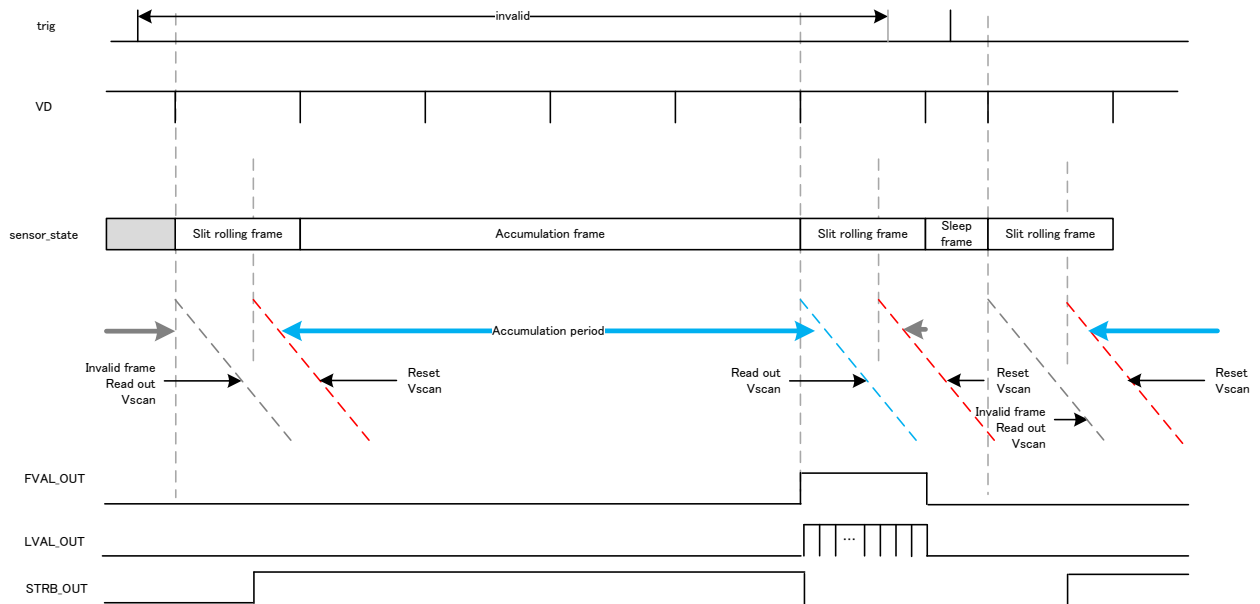 invalid
trig
VD
sensor_state
Slit rolling frame
Accumulation frame
Slit rolling frame
Sleep
frame
Slit rolling frame
Accumulation period
Invalid frame
Read out
Vscan
Reset
Vscan
Read out
Vscan
Reset
Vscan
Invalid frame
Read out
Vscan
Reset
Vscan
FVAL_OUT
LVAL_OUT
...
STRB_OUT